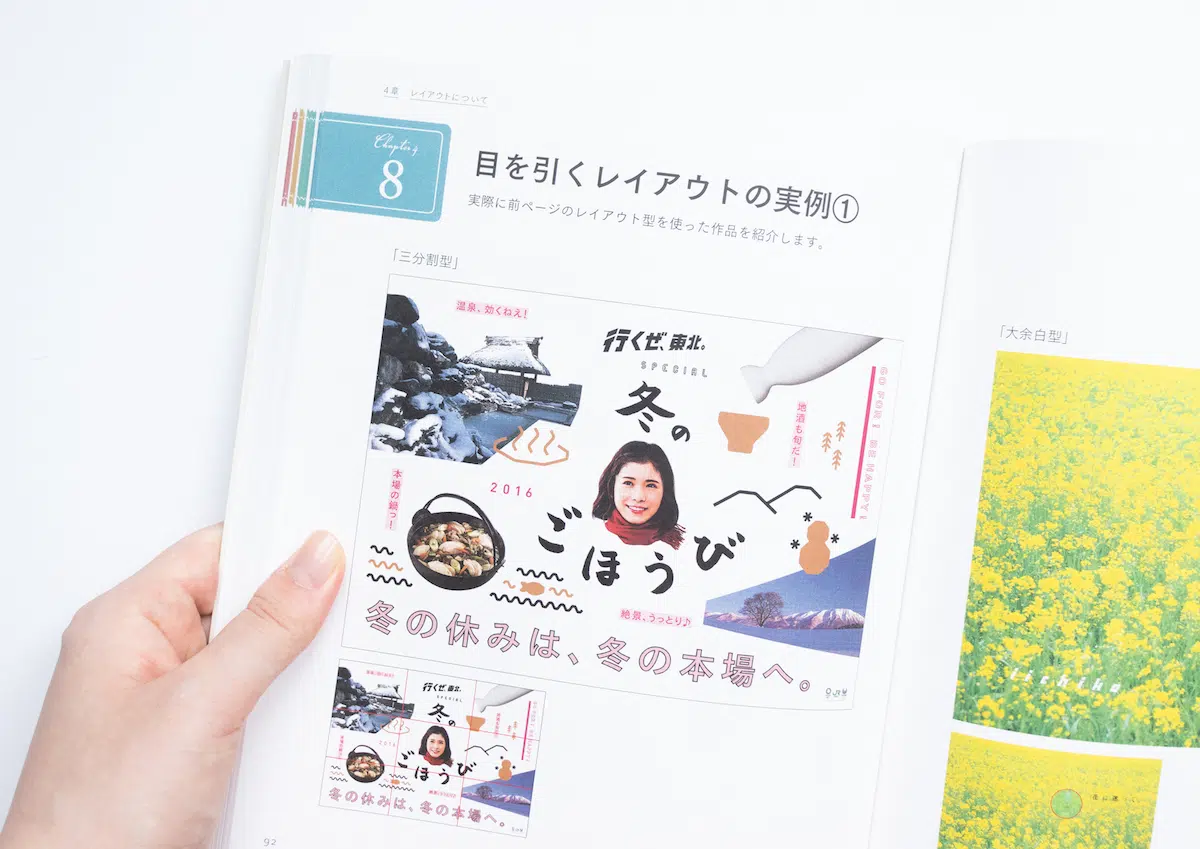 4章 レイアウトについて
Chapter 4
8
目を引くレイアウトの実例①
実際に前ページのレイアウト型を使った作品を紹介します。
「三分割型」
温泉、効くねえ!
行くぜ、東北。
SPECIAL
冬の
ごほうび
2016
地酒も旬だ!
GO FOR! BE HAPPY!
本場の鍋っ!
絶景、うっとり♪
冬の休みは、冬の本場へ。
行くぜ、東北。
SPECIAL
冬の
ごほうび
2016
冬の休みは、冬の本場へ。
92
「大余白型」